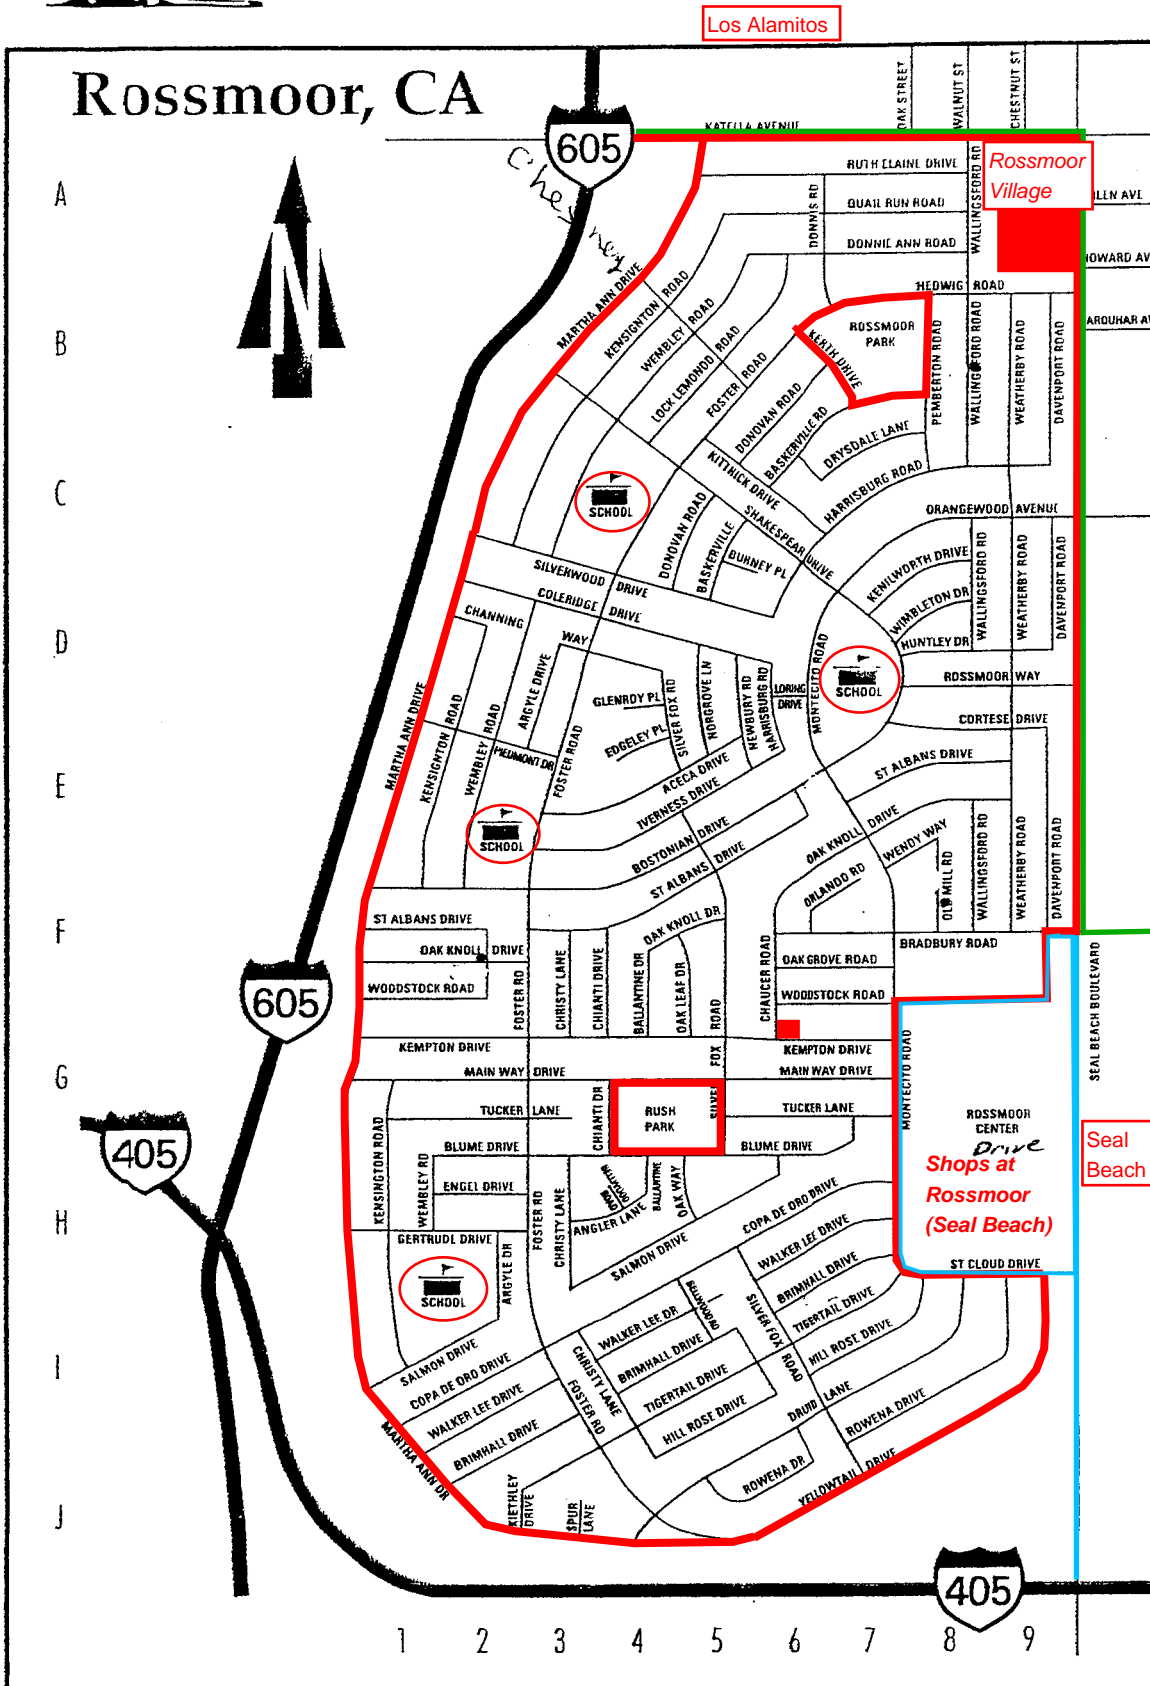 Los Alamitos
Rossmoor, CA
605
Chesney
KATELLA AVENUE
OAK STREET
WALNUT ST
CHESTNUT ST
A
RUTH ELAINE DRIVE
WALLINGSFORD RD
Rossmoor
Village
DONNIS RD
QUAIL RUN ROAD
DONNIE ANN ROAD
HEDWIG ROAD
B
MARTHA ANN DRIVE
KENSIGNTON ROAD
WEMBLEY ROAD
LOCK LEMONDO ROAD
FOSTER ROAD
KERTH DRIVE
ROSSMOOR
PARK
PEMBERTON ROAD
WALLINGSFORD ROAD
WEATHERBY ROAD
DAVENPORT ROAD
DONOVAN ROAD
BASKERVILLE RD
DRYSDALE LANE
KITTRICK DRIVE
HARRISBURG ROAD
C
SCHOOL
ORANGEWOOD AVENUE
SHAKESPEAR DRIVE
DONOVAN ROAD
BASKERVILLE
BURNEY PL
SILVERWOOD DRIVE
COLERIDGE DRIVE
KENILWORTH DRIVE
WIMBLETON DR
HUNTLEY DR
WALLINGSFORD RD
WEATHERBY ROAD
DAVENPORT ROAD
D
CHANNING
WAY
ARGYLE DRIVE
GLENROY PL
SILVER FOX RD
NORGROVE LN
NEWBURY RD
HARRISBURG RD
LORING
DRIVE
MONTECITO ROAD
SCHOOL
ROSSMOOR WAY
CORTESE DRIVE
EDGELEY PL
MARTHA ANN DRIVE
KENSIGNTON ROAD
WEMBLEY ROAD
PIEDMONT DR
FOSTER ROAD
E
ACECA DRIVE
IVERNESS DRIVE
ST ALBANS DRIVE
SCHOOL
BOSTONIAN DRIVE
ST ALBANS DRIVE
OAK KNOLL DRIVE
WENDY WAY
ORLANDO RD
OLD MILL RD
WALLINGSFORD RD
WEATHERBY ROAD
DAVENPORT ROAD
F
ST ALBANS DRIVE
OAK KNOLL DR
OAK KNOLL DRIVE
BRADBURY ROAD
OAK GROVE ROAD
WOODSTOCK ROAD
WOODSTOCK ROAD
FOSTER RD
CHRISTY LANE
CHIANTI DRIVE
BALLANTINE DR
OAK LEAF DR
SILVER FOX ROAD
CHAUCER ROAD
605
SEAL BEACH BOULEVARD
KEMPTON DRIVE
KEMPTON DRIVE
G
MAIN WAY DRIVE
MAIN WAY DRIVE
MONTECITO ROAD
TUCKER LANE
CHIANTI DR
RUSH
PARK
TUCKER LANE
ROSSMOOR
CENTER
Drive
Seal
Beach
405
KENSINGTON ROAD
BLUME DRIVE
BLUME DRIVE
Shops at
Rossmoor
(Seal Beach)
WEMBLEY RD
ENGEL DRIVE
FOSTER RD
CHRISTY LANE
BELLWOOD
ROAD
BALLANTINE
OAK WAY
ANGLER LANE
H
COPA DE ORO DRIVE
GERTRUDE DRIVE
SALMON DRIVE
WALKER LEE DRIVE
ST CLOUD DRIVE
ARGYLE DR
SCHOOL
BRIMHALL DRIVE
BELLWOOD RD
SILVER FOX ROAD
TIGERTAIL DRIVE
WALKER LEE DR
HILL ROSE DRIVE
I
SALMON DRIVE
COPA DE ORO DRIVE
CHRISTY LANE
BRIMHALL DRIVE
TIGERTAIL DRIVE
HILL ROSE DRIVE
DRUID LANE
WALKER LEE DRIVE
FOSTER RD
ROWENA DRIVE
MARTHA ANN DR
BRIMHALL DRIVE
ROWENA DR
YELLOWTAIL DRIVE
J
KIETHLEY
DRIVE
SPUR
LANE
405
1 2 3 4 5 6 7 8 9